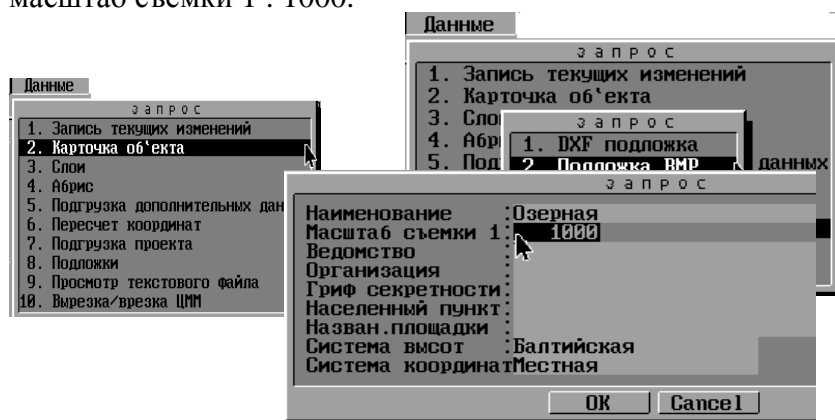 масштаб съемки 1 : 1000.
Данные
запрос
1. Запись текущих изменений
2. Карточка об'екта
3. Слои
4. Абрис
5. Подгрузка дополнительных дан
6. Пересчет координат
7. Подгрузка проекта
8. Подложки
9. Просмотр текстового файла
10. Вырезка/врезка ЦММ
Данные
запрос
1. Запись текущих изменений
2. Карточка об'екта
3. Сло
4. Абри
5. Под
данных
запрос
1. DXF подложка
2. Подложка BMP
запрос
Наименование :Озерная
Масштаб съемки 1: 1000
Ведомство :
Организация :
Гриф секретности:
Населенный пункт:
Назван.площадки :
Система высот :Балтийская
Система координатМестная
OK Cancel